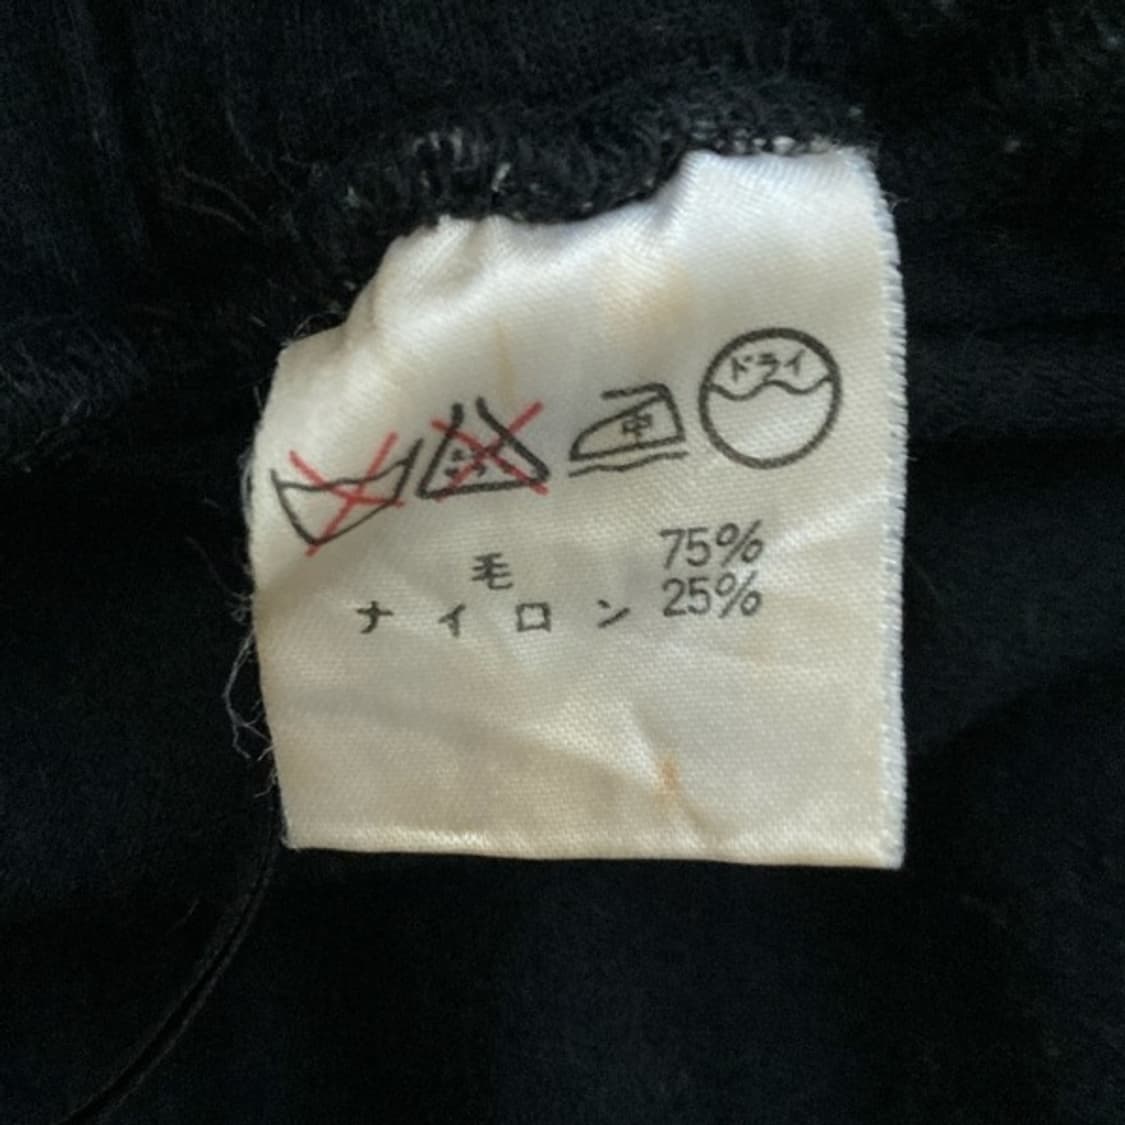 ドライ
中
毛 75%
ナイロン 25%